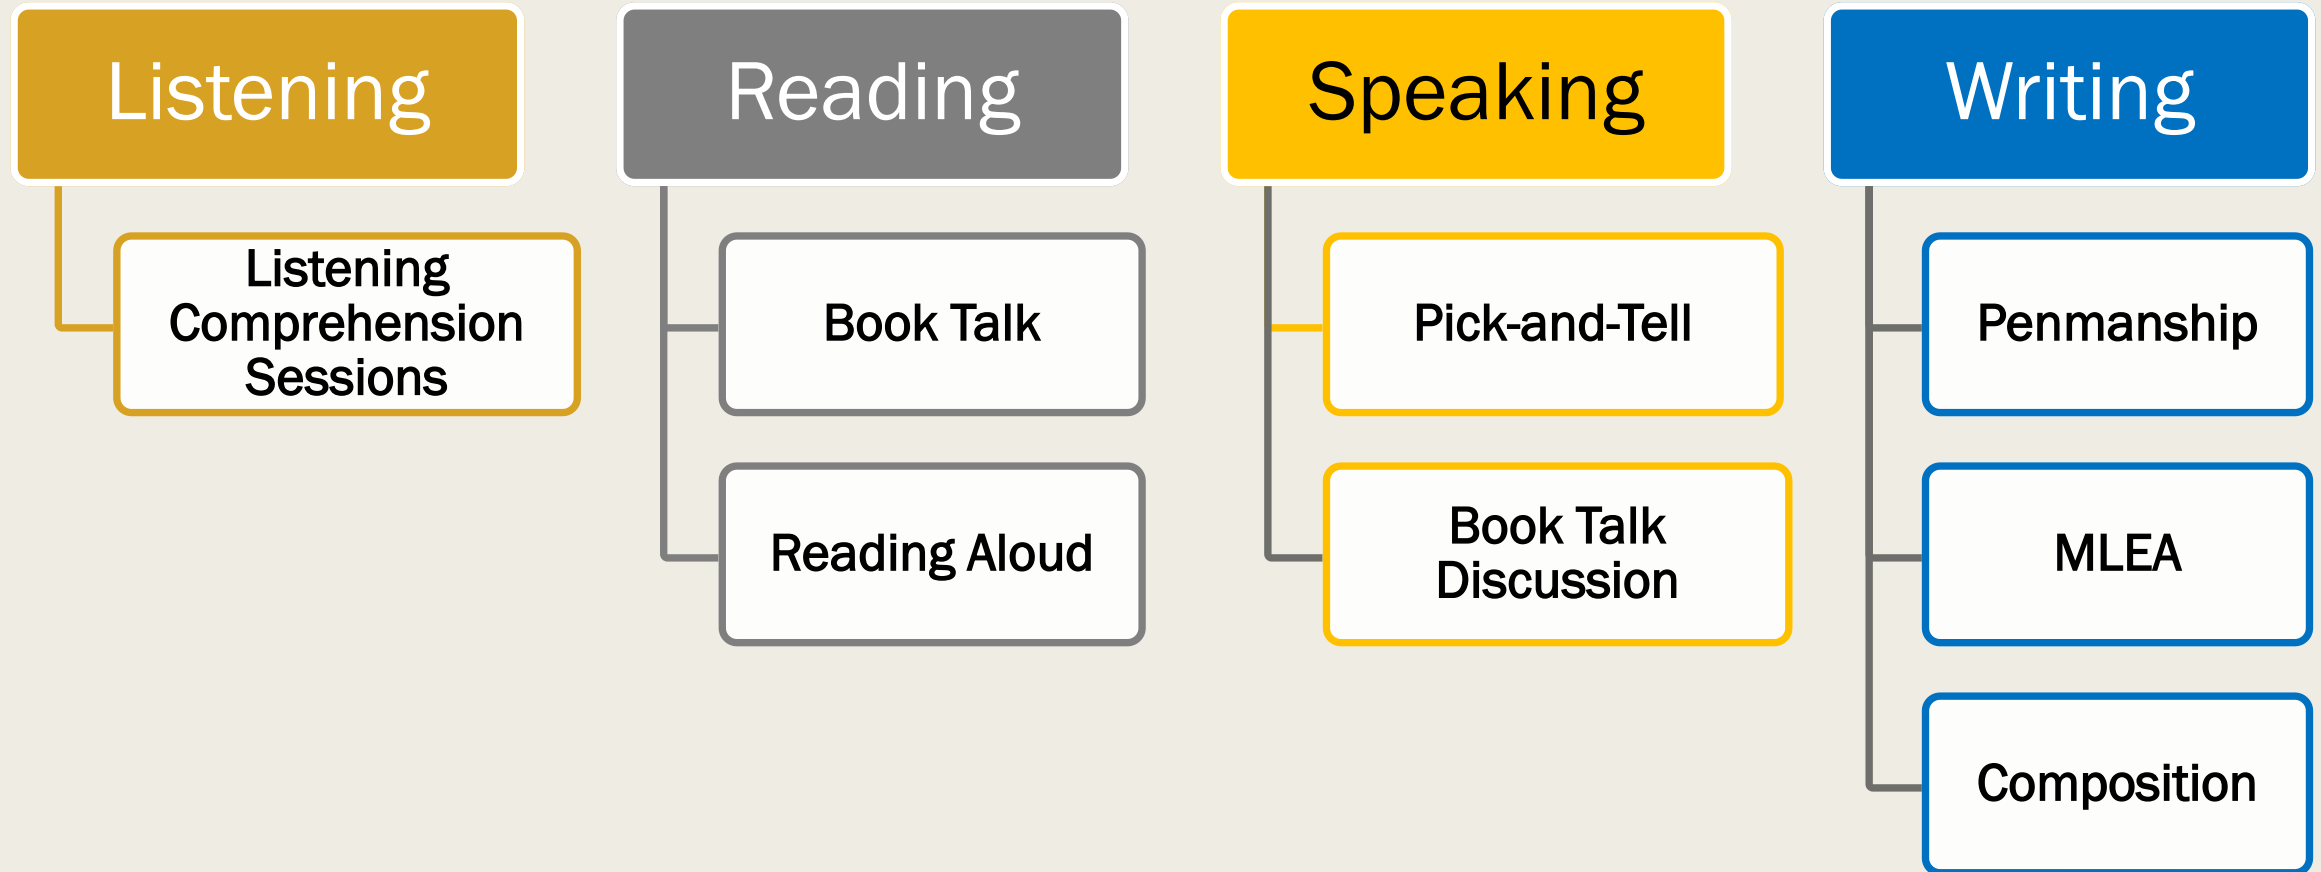 Listening
Listening
Comprehension
Sessions
Reading
Book Talk
Reading Aloud
Speaking
Pick-and-Tell
Book Talk
Discussion
Writing
Penmanship
MLEA
Composition